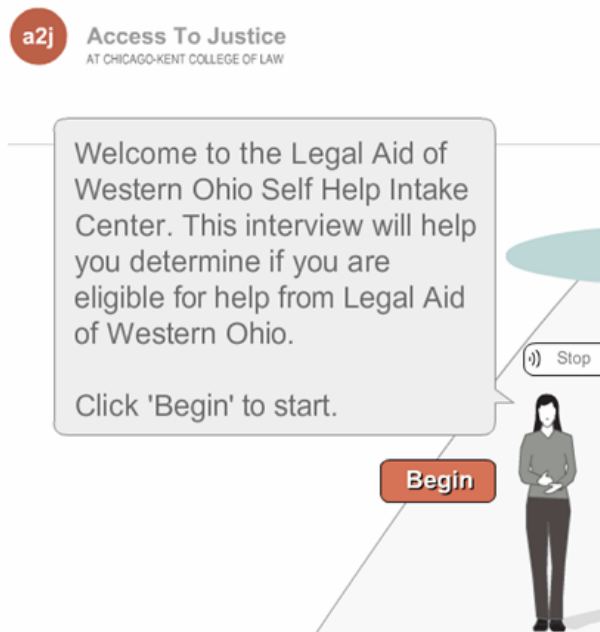 a2j
Access To Justice
AT CHICAGO-KENT COLLEGE OF LAW
Welcome to the Legal Aid of
Western Ohio Self Help Intake
Center. This interview will help
you determine if you are
eligible for help from Legal Aid
of Western Ohio.
Click 'Begin' to start.
Stop
Begin